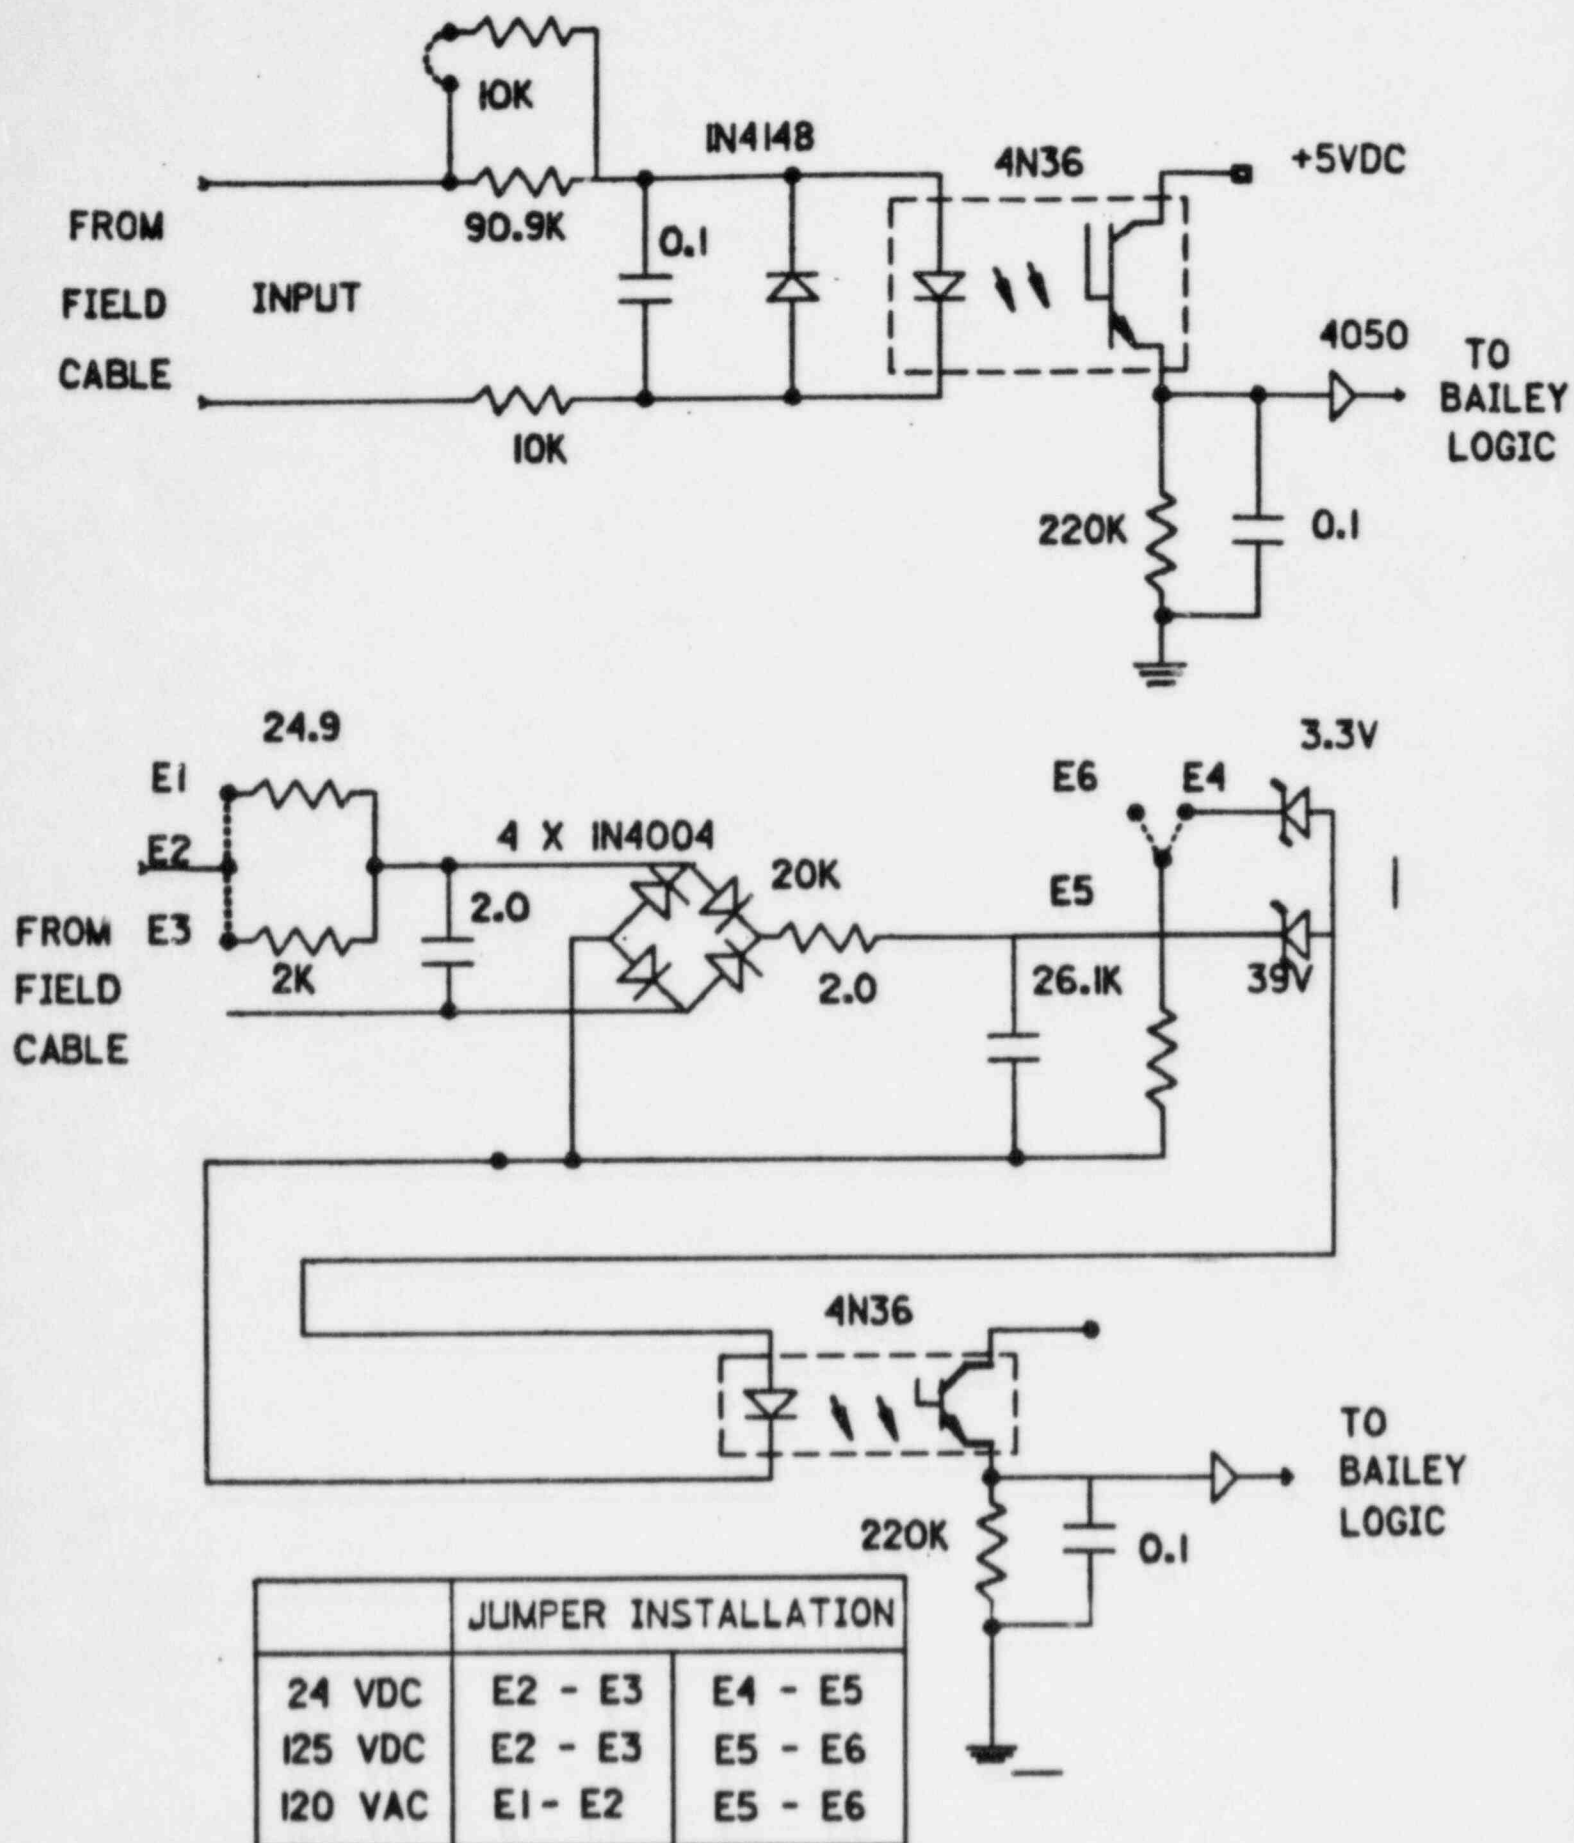 10K
1N4148
4N36
+5VDC
FROM
FIELD
CABLE
INPUT
90.9K
0.1
10K
4050
TO
BAILEY
LOGIC
220K
0.1
24.9
E1
E2
E3
2K
FROM
FIELD
CABLE
4 X 1N4004
2.0
20K
2.0
E6
E4
E5
3.3V
26.1K
39V
4N36
TO
BAILEY
LOGIC
220K
0.1
JUMPER INSTALLATION
24 VDC E2 - E3 E4 - E5
125 VDC E2 - E3 E5 - E6
120 VAC E1 - E2 E5 - E6